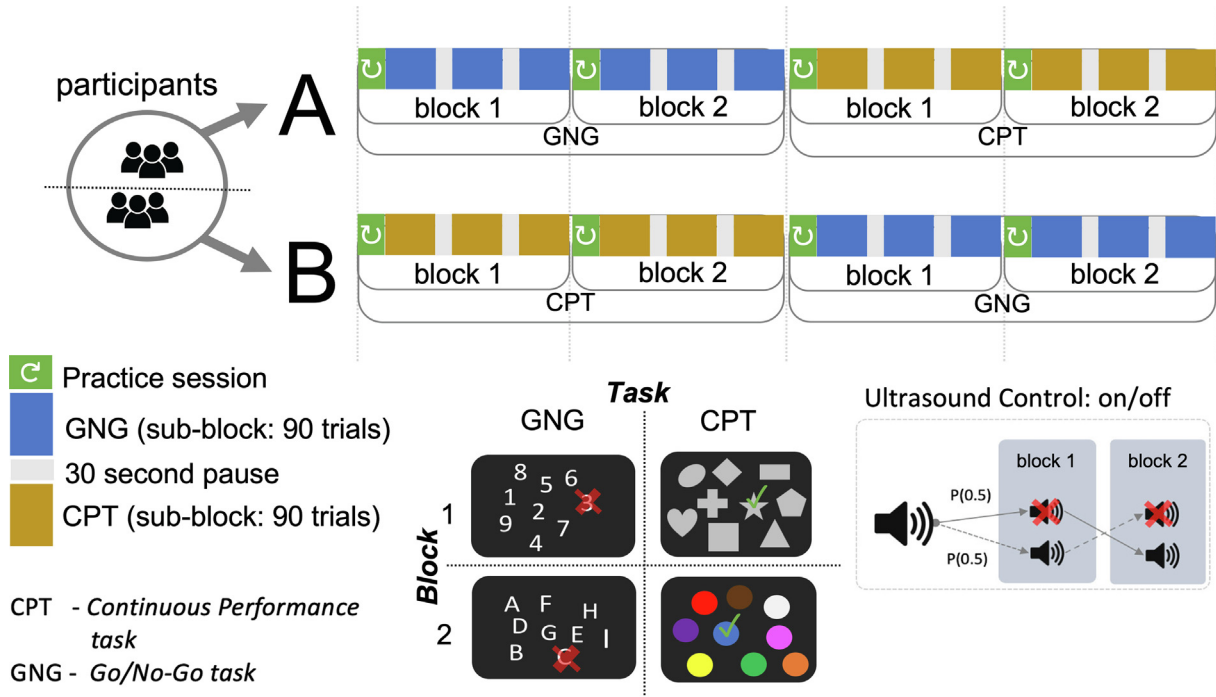 participants
A
block 1
block 2
GNG
block 1
block 2
CPT
B
block 1
block 2
CPT
block 1
block 2
GNG
Practice session
GNG (sub-block: 90 trials)
30 second pause
CPT (sub-block: 90 trials)
CPT - Continuous Performance
task
GNG - Go/No-Go task
Task
GNG
CPT
Block
1
8
6
5
1
3
2
9
7
4
2
A
F
H
D
G
E
I
B
C
Ultrasound Control: on/off
block 1
block 2
P(0.5)
P(0.5)